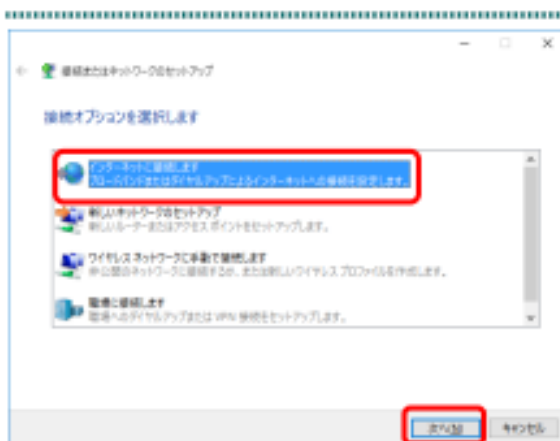 接続またはネットワークのセットアップ
接続オプションを選択します
インターネットに接続します
ブロードバンドまたはダイヤルアップによるインターネットへの接続を設定します。
新しいネットワークのセットアップ
新しいルーターまたはアクセス ポイントをセットアップします。
ワイヤレス ネットワークに手動で接続します
非公開のネットワークに接続するか、または新しいワイヤレス プロファイルを作成します。
職場に接続します
職場へのダイヤルアップまたは VPN 接続をセットアップします。
次へ(N)
キャンセル